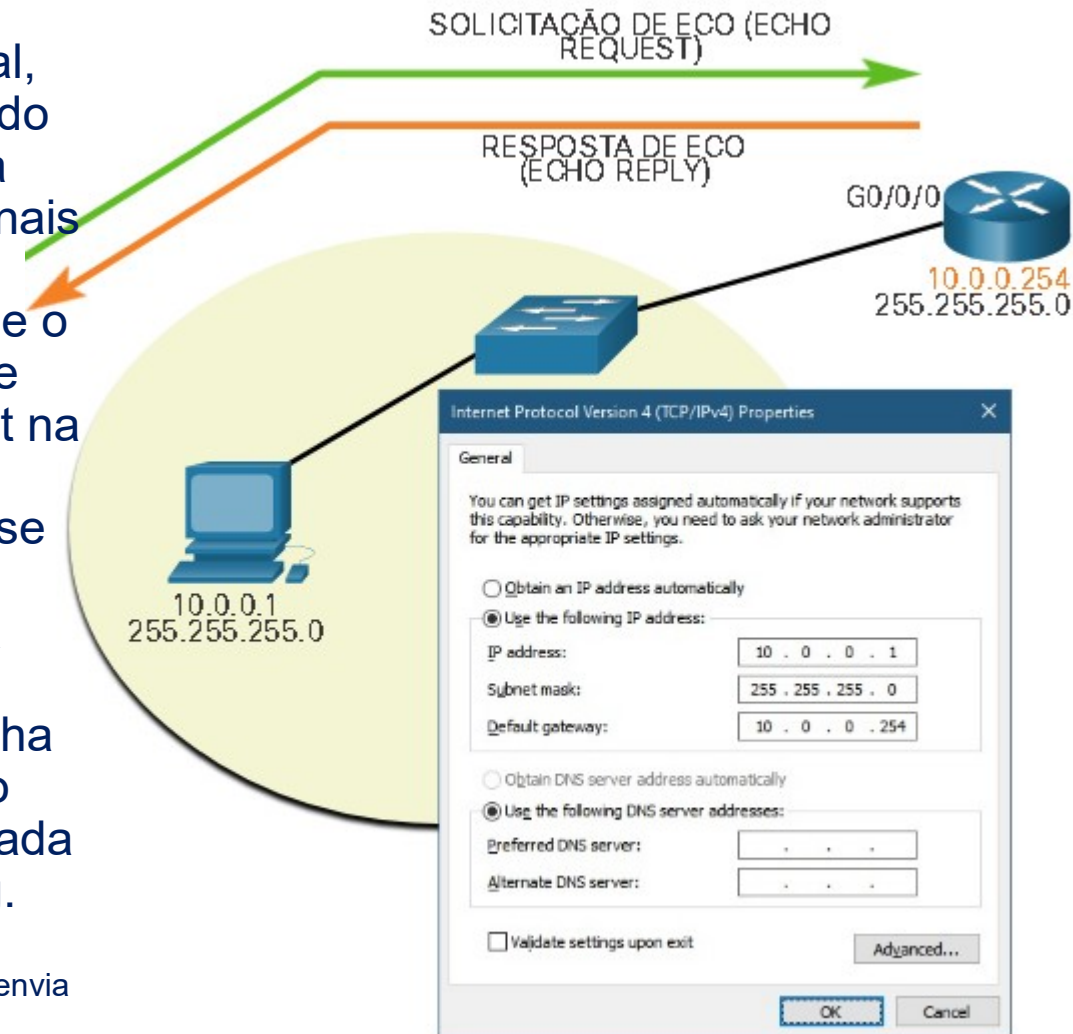 al,
do
a
mais
e o
e
t na
se
ha
o
ada
.
envia
SOLICITAÇÃO DE ECO (ECHO
REQUEST)
RESPOSTA DE ECO
(ECHO REPLY)
G0/0/0
10.0.0.254
255.255.255.0
10.0.0.1
255.255.255.0
Internet Protocol Version 4 (TCP/IPv4) Properties
General
You can get IP settings assigned automatically if your network supports
this capability. Otherwise, you need to ask your network administrator
for the appropriate IP settings.
Obtain an IP address automatically
Use the following IP address:
IP address: 10 . 0 . 0 . 1
Subnet mask: 255 . 255 . 255 . 0
Default gateway: 10 . 0 . 0 . 254
Obtain DNS server address automatically
Use the following DNS server addresses:
Preferred DNS server: . . .
Alternate DNS server: . . .
Validate settings upon exit
Advanced...
OK Cancel